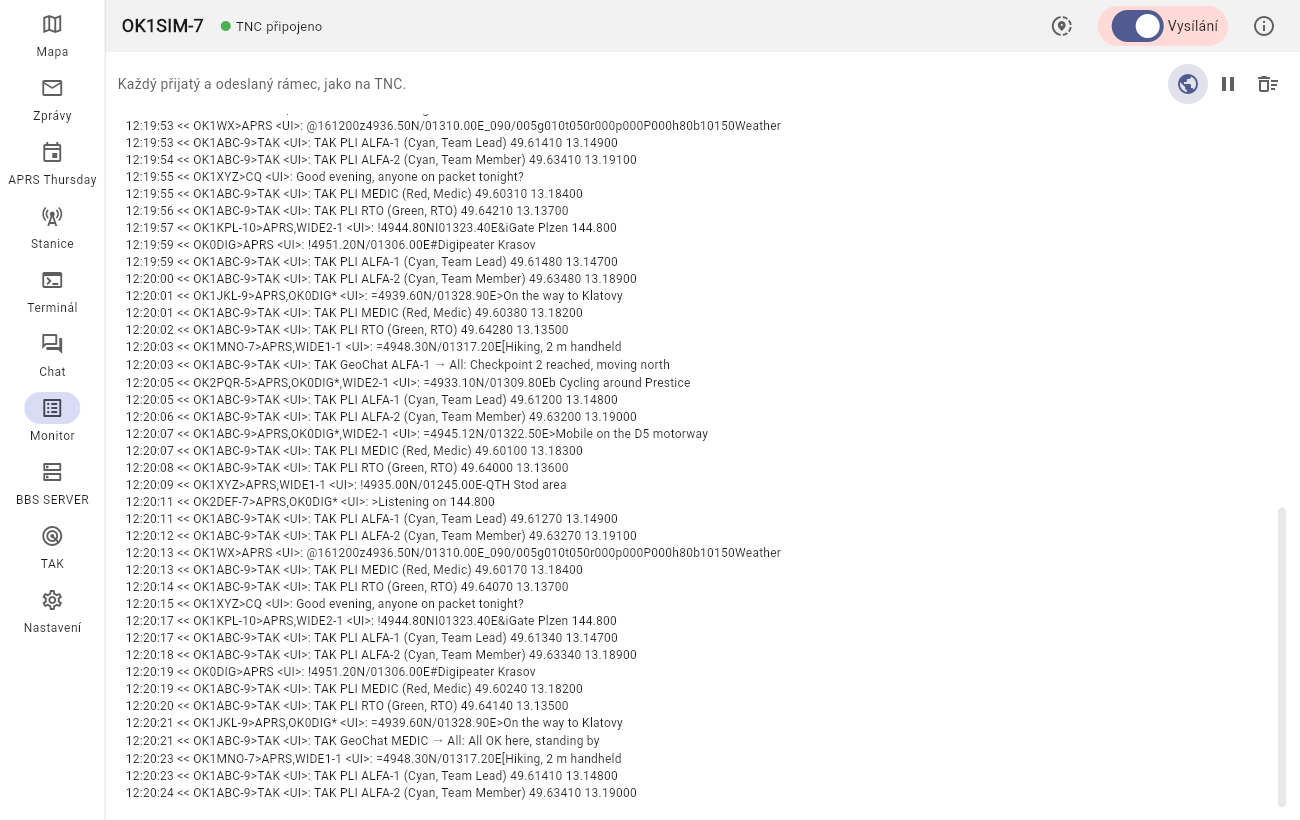 OK1SIM-7
TNC připojeno
Vysílání
Mapa
Zprávy
APRS Thursday
Stanice
Terminál
Chat
Monitor
BBS SERVER
TAK
Nastavení
Každý přijatý a odeslaný rámec, jako na TNC.
12:19:53 << OK1WX>APRS <UI>: @161200z4936.50N/01310.00E_090/005g010t050r000p000P000h80b10150Weather
12:19:53 << OK1ABC-9>TAK <UI>: TAK PLI ALFA-1 (Cyan, Team Lead) 49.61410 13.14900
12:19:54 << OK1ABC-9>TAK <UI>: TAK PLI ALFA-2 (Cyan, Team Member) 49.63410 13.19100
12:19:55 << OK1XYZ>CQ <UI>: Good evening, anyone on packet tonight?
12:19:55 << OK1ABC-9>TAK <UI>: TAK PLI MEDIC (Red, Medic) 49.60310 13.18400
12:19:56 << OK1ABC-9>TAK <UI>: TAK PLI RTO (Green, RTO) 49.64210 13.13700
12:19:57 << OK1KPL-10>APRS,WIDE2-1 <UI>: !4944.80NI01323.40E&iGate Plzen 144.800
12:19:59 << OK0DIG>APRS <UI>: !4951.20N/01306.00E#Digipeater Krasov
12:19:59 << OK1ABC-9>TAK <UI>: TAK PLI ALFA-1 (Cyan, Team Lead) 49.61480 13.14700
12:20:00 << OK1ABC-9>TAK <UI>: TAK PLI ALFA-2 (Cyan, Team Member) 49.63480 13.18900
12:20:01 << OK1JKL-9>APRS,OK0DIG* <UI>: =4939.60N/01328.90E>On the way to Klatovy
12:20:01 << OK1ABC-9>TAK <UI>: TAK PLI MEDIC (Red, Medic) 49.60380 13.18200
12:20:02 << OK1ABC-9>TAK <UI>: TAK PLI RTO (Green, RTO) 49.64280 13.13500
12:20:03 << OK1MNO-7>APRS,WIDE1-1 <UI>: =4948.30N/01317.20E[Hiking, 2 m handheld
12:20:03 << OK1ABC-9>TAK <UI>: TAK GeoChat ALFA-1 → All: Checkpoint 2 reached, moving north
12:20:05 << OK2PQR-5>APRS,OK0DIG*,WIDE2-1 <UI>: =4933.10N/01309.80Eb Cycling around Prestice
12:20:05 << OK1ABC-9>TAK <UI>: TAK PLI ALFA-1 (Cyan, Team Lead) 49.61200 13.14800
12:20:06 << OK1ABC-9>TAK <UI>: TAK PLI ALFA-2 (Cyan, Team Member) 49.63200 13.19000
12:20:07 << OK1ABC-9>APRS,OK0DIG*,WIDE2-1 <UI>: =4945.12N/01322.50E>Mobile on the D5 motorway
12:20:07 << OK1ABC-9>TAK <UI>: TAK PLI MEDIC (Red, Medic) 49.60100 13.18300
12:20:08 << OK1ABC-9>TAK <UI>: TAK PLI RTO (Green, RTO) 49.64000 13.13600
12:20:09 << OK1XYZ>APRS,WIDE1-1 <UI>: !4935.00N/01245.00E-QTH Stod area
12:20:11 << OK2DEF-7>APRS,OK0DIG* <UI>: >Listening on 144.800
12:20:11 << OK1ABC-9>TAK <UI>: TAK PLI ALFA-1 (Cyan, Team Lead) 49.61270 13.14900
12:20:12 << OK1ABC-9>TAK <UI>: TAK PLI ALFA-2 (Cyan, Team Member) 49.63270 13.19100
12:20:13 << OK1WX>APRS <UI>: @161200z4936.50N/01310.00E_090/005g010t050r000p000P000h80b10150Weather
12:20:13 << OK1ABC-9>TAK <UI>: TAK PLI MEDIC (Red, Medic) 49.60170 13.18400
12:20:14 << OK1ABC-9>TAK <UI>: TAK PLI RTO (Green, RTO) 49.64070 13.13700
12:20:15 << OK1XYZ>CQ <UI>: Good evening, anyone on packet tonight?
12:20:17 << OK1KPL-10>APRS,WIDE2-1 <UI>: !4944.80NI01323.40E&iGate Plzen 144.800
12:20:17 << OK1ABC-9>TAK <UI>: TAK PLI ALFA-1 (Cyan, Team Lead) 49.61340 13.14700
12:20:18 << OK1ABC-9>TAK <UI>: TAK PLI ALFA-2 (Cyan, Team Member) 49.63340 13.18900
12:20:19 << OK0DIG>APRS <UI>: !4951.20N/01306.00E#Digipeater Krasov
12:20:19 << OK1ABC-9>TAK <UI>: TAK PLI MEDIC (Red, Medic) 49.60240 13.18200
12:20:20 << OK1ABC-9>TAK <UI>: TAK PLI RTO (Green, RTO) 49.64140 13.13500
12:20:21 << OK1JKL-9>APRS,OK0DIG* <UI>: =4939.60N/01328.90E>On the way to Klatovy
12:20:21 << OK1ABC-9>TAK <UI>: TAK GeoChat MEDIC → All: All OK here, standing by
12:20:23 << OK1MNO-7>APRS,WIDE1-1 <UI>: =4948.30N/01317.20E[Hiking, 2 m handheld
12:20:23 << OK1ABC-9>TAK <UI>: TAK PLI ALFA-1 (Cyan, Team Lead) 49.61410 13.14800
12:20:24 << OK1ABC-9>TAK <UI>: TAK PLI ALFA-2 (Cyan, Team Member) 49.63410 13.19000